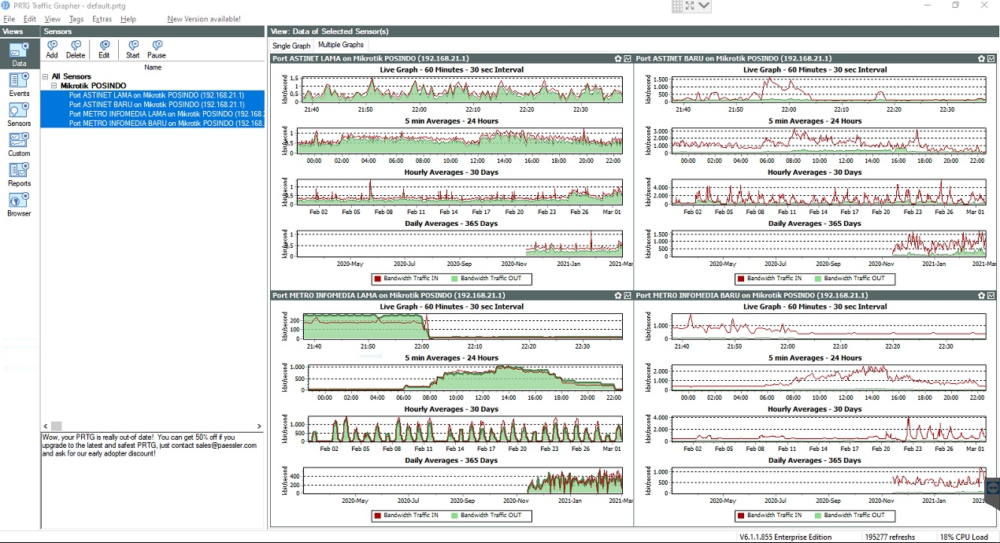 PRTG Traffic Grapher - default.prtg
File Edit View Tags Extras Help New Version available!
Views
Data
Events
Sensors
Custom
Reports
Browser
Sensors
Add Delete Edit Start Pause
Name
All Sensors
Mikrotik POSINDO
Port ASTINET LAMA on Mikrotik POSINDO (192.168.21.1)
Port ASTINET BARU on Mikrotik POSINDO (192.168.21.1)
Port METRO INFOMEDIA LAMA on Mikrotik POSINDO (192.168.2
Port METRO INFOMEDIA BARU on Mikrotik POSINDO (192.168.
Wow, your PRTG is really out-of date! You can get 50% off if you
upgrade to the latest and safest PRTG, just contact sales@paessler.com
and ask for our early adopter discount!
View: Data of Selected Sensor(s)
Single Graph Multiple Graphs
Port ASTINET LAMA on Mikrotik POSINDO (192.168.21.1)
Live Graph - 60 Minutes - 30 sec Interval
kbit/second
1,5
1
0,5
0
21:40 21:50 22:00 22:10 22:20 22:30
5 min Averages - 24 Hours
kbit/second
1
0,5
0
00:00 02:00 04:00 06:00 08:00 10:00 12:00 14:00 16:00 18:00 20:00 22:00
Hourly Averages - 30 Days
kbit/second
1
0,5
0
Feb 02 Feb 05 Feb 08 Feb 11 Feb 14 Feb 17 Feb 20 Feb 23 Feb 26 Mar 01
Daily Averages - 365 Days
kbit/second
1
0,5
0
2020-May 2020-Jul 2020-Sep 2020-Nov 2021-Jan 2021-Mar
Bandwidth Traffic IN Bandwidth Traffic OUT
Port ASTINET BARU on Mikrotik POSINDO (192.168.21.1)
Live Graph - 60 Minutes - 30 sec Interval
kbit/second
1.500
1.000
500
0
21:40 21:50 22:00 22:10 22:20 22:30
5 min Averages - 24 Hours
kbit/second
3.000
2.000
1.000
0
00:00 02:00 04:00 06:00 08:00 10:00 12:00 14:00 16:00 18:00 20:00 22:00
Hourly Averages - 30 Days
kbit/second
4.000
2.000
0
Feb 02 Feb 05 Feb 08 Feb 11 Feb 14 Feb 17 Feb 20 Feb 23 Feb 26 Mar 01
Daily Averages - 365 Days
kbit/second
1.500
1.000
500
0
2020-May 2020-Jul 2020-Sep 2020-Nov 2021-Jan 2021-Mar
Bandwidth Traffic IN Bandwidth Traffic OUT
Port METRO INFOMEDIA LAMA on Mikrotik POSINDO (192.168.21.1)
Live Graph - 60 Minutes - 30 sec Interval
kbit/second
200
100
0
21:40 21:50 22:00 22:10 22:20 22:30
5 min Averages - 24 Hours
kbit/second
1.000
500
0
00:00 02:00 04:00 06:00 08:00 10:00 12:00 14:00 16:00 18:00 20:00 22:00
Hourly Averages - 30 Days
kbit/second
1.000
500
0
Feb 02 Feb 05 Feb 08 Feb 11 Feb 14 Feb 17 Feb 20 Feb 23 Feb 26 Mar 01
Daily Averages - 365 Days
kbit/second
400
200
0
2020-May 2020-Jul 2020-Sep 2020-Nov 2021-Jan 2021-Mar
Bandwidth Traffic IN Bandwidth Traffic OUT
Port METRO INFOMEDIA BARU on Mikrotik POSINDO (192.168.21.1)
Live Graph - 60 Minutes - 30 sec Interval
kbit/second
1.000
0
21:40 21:50 22:00 22:10 22:20 22:30
5 min Averages - 24 Hours
kbit/second
2.000
1.000
0
00:00 02:00 04:00 06:00 08:00 10:00 12:00 14:00 16:00 18:00 20:00 22:00
Hourly Averages - 30 Days
kbit/second
4.000
2.000
0
Feb 02 Feb 05 Feb 08 Feb 11 Feb 14 Feb 17 Feb 20 Feb 23 Feb 26 Mar 01
Daily Averages - 365 Days
kbit/second
1.000
500
0
2020-May 2020-Jul 2020-Sep 2020-Nov 2021-Jan 2021
Bandwidth Traffic IN Bandwidth Traffic OUT
V6.1.1.855 Enterprise Edition 195277 refreshs 18% CPU Load